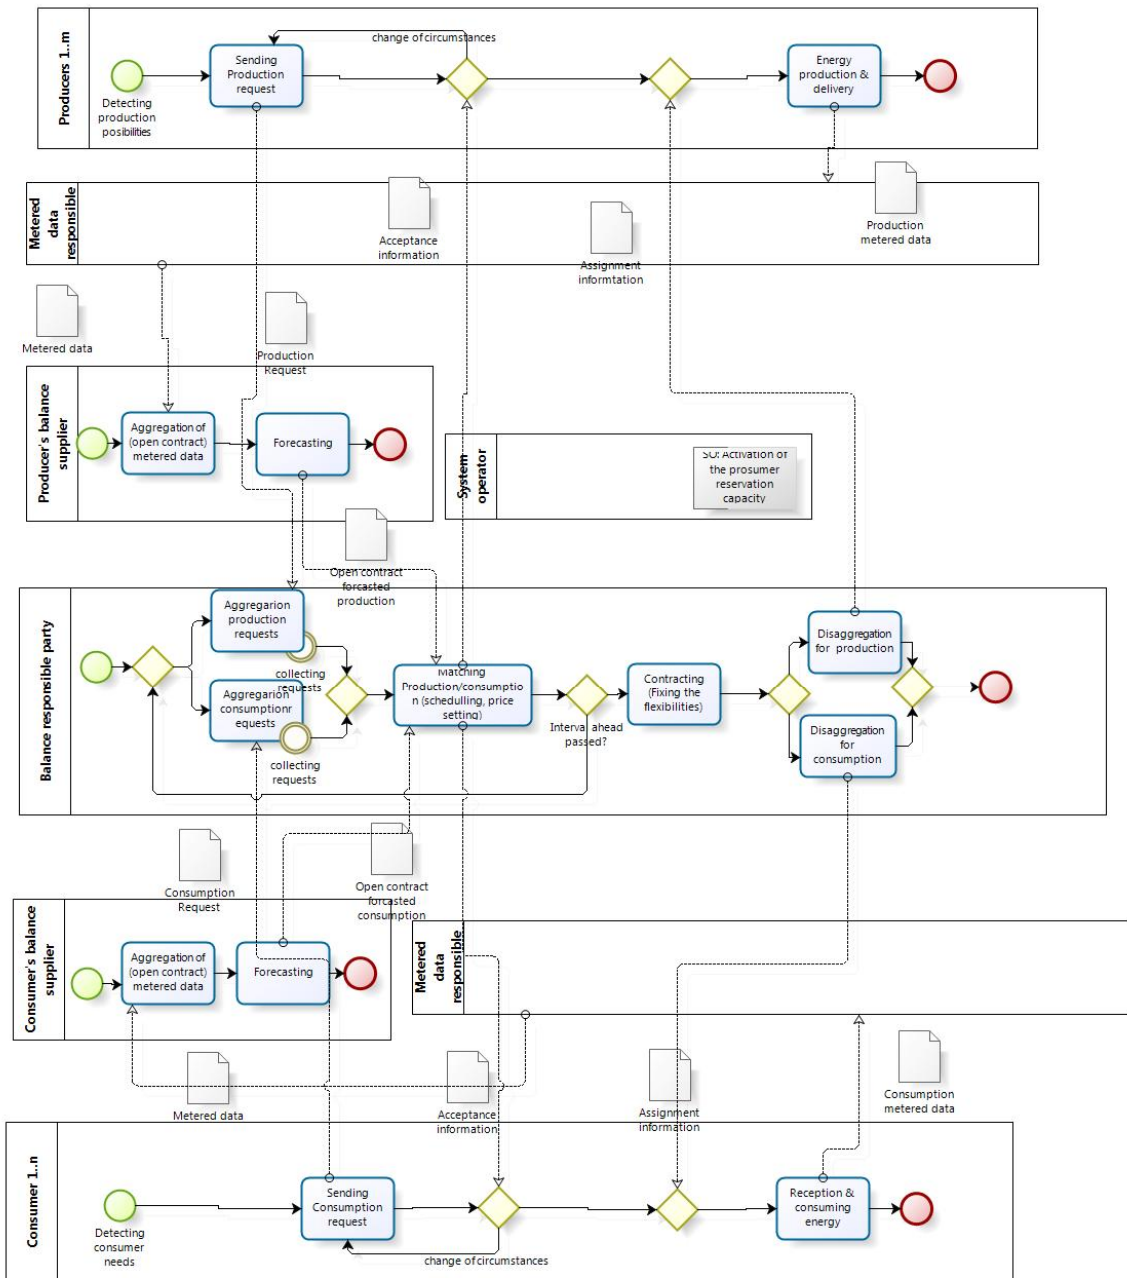 Producers 1..m
change of circumstances
Sending
Production
request
Energy
production &
delivery
Detecting
production
posibilities
Metered
data
responsible
Acceptance
information
Assignment
informtation
Production
metered data
Metered data
Production
Request
Producer's balance
supplier
Aggregation of
(open contract)
metered data
Forecasting
System
operator
SO: Activation of
the prosumer
reservation
capacity
Open contract
forcasted
production
Balance responsible party
Aggregarion
production
requests
collecting
requests
Aggregarion
consumptionr
equests
collecting
requests
Matching
Production/consumptio
n (schedulling, price
setting)
Interval ahead
passed?
Contracting
(Fixing the
flexibilities)
Disaggregation
for production
Disaggregation
for
consumption
Consumption
Request
Open contract
forcasted
consumption
Consumer's balance
supplier
Aggregation of
(open contract)
metered data
Forecasting
Metered
data
responsible
Metered data
Acceptance
information
Assignment
information
Consumption
metered data
Consumer 1..n
Detecting
consumer
needs
Sending
Consumption
request
change of circumstances
Reception &
consuming
energy